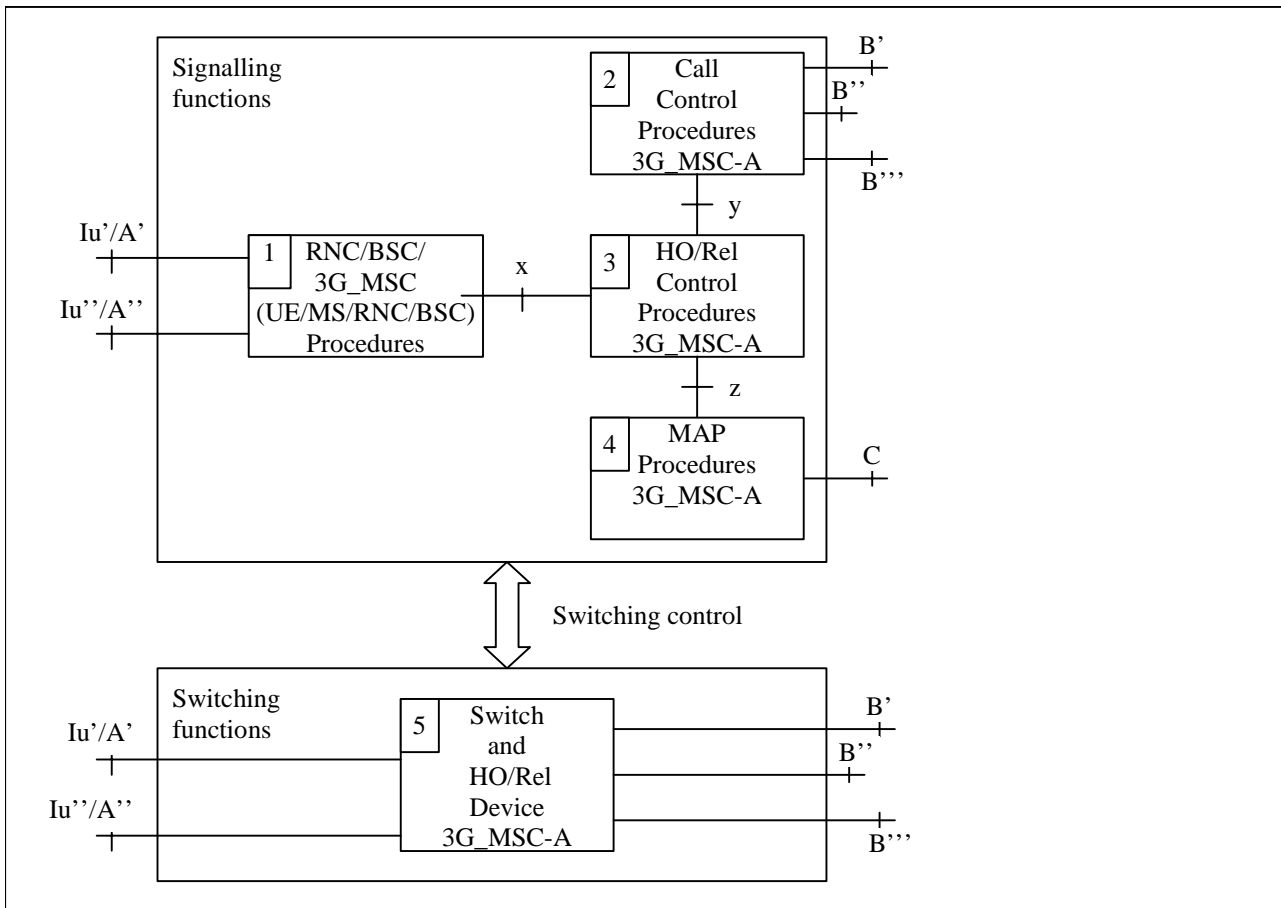 Signalling
functions
2
Call
Control
Procedures
3G_MSC-A
B’
B’’
B’’’
y
Iu’/A’
Iu’’/A’’
1
RNC/BSC/
3G_MSC
(UE/MS/RNC/BSC)
Procedures
x
3
HO/Rel
Control
Procedures
3G_MSC-A
z
4
MAP
Procedures
3G_MSC-A
C
Switching control
Switching
functions
Iu’/A’
Iu’’/A’’
5
Switch
and
HO/Rel
Device
3G_MSC-A
B’
B’’
B’’’